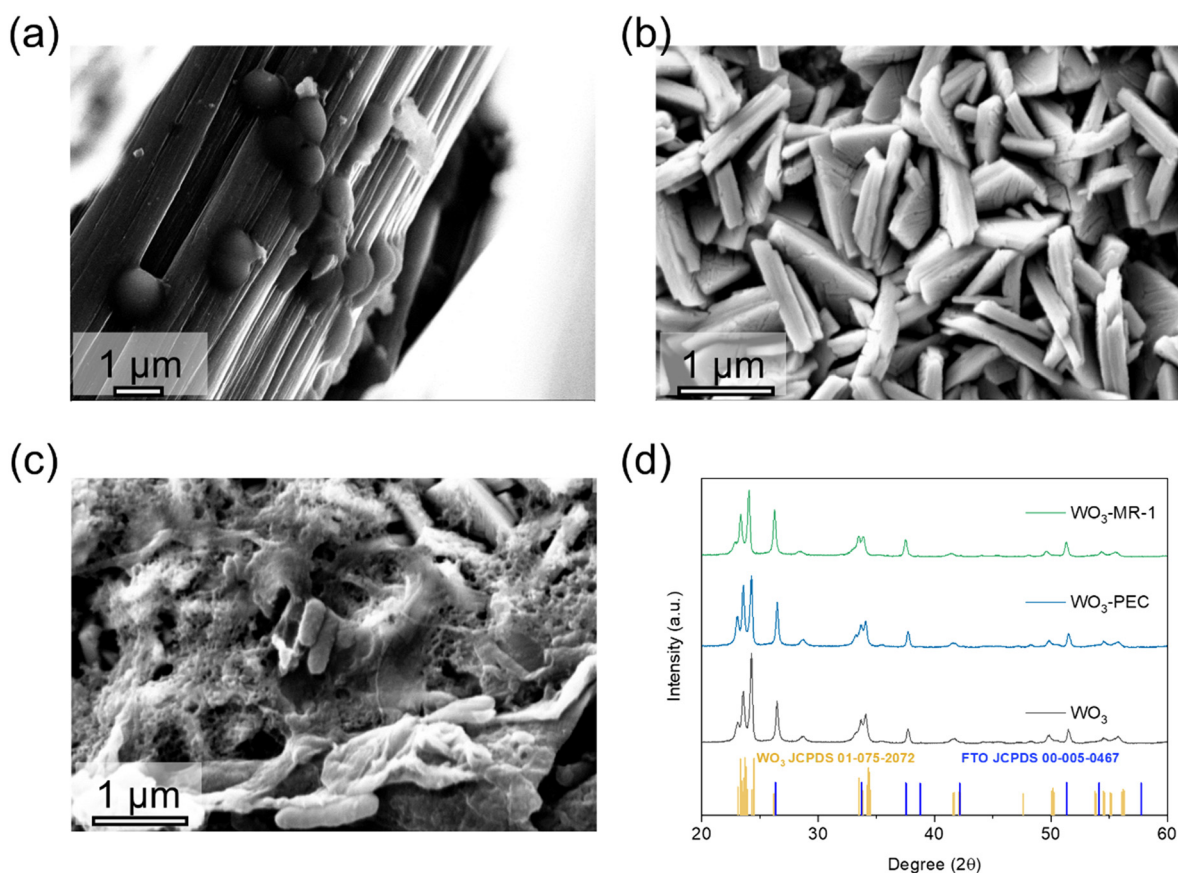 (a)
(b)
1 μm
1 μm
(c)
(d)
1 μm
Intensity (a.u.)
WO₃-MR-1
WO₃-PEC
WO₃
WO₃ JCPDS 01-075-2072
FTO JCPDS 00-005-0467
20
30
40
50
60
Degree (2θ)